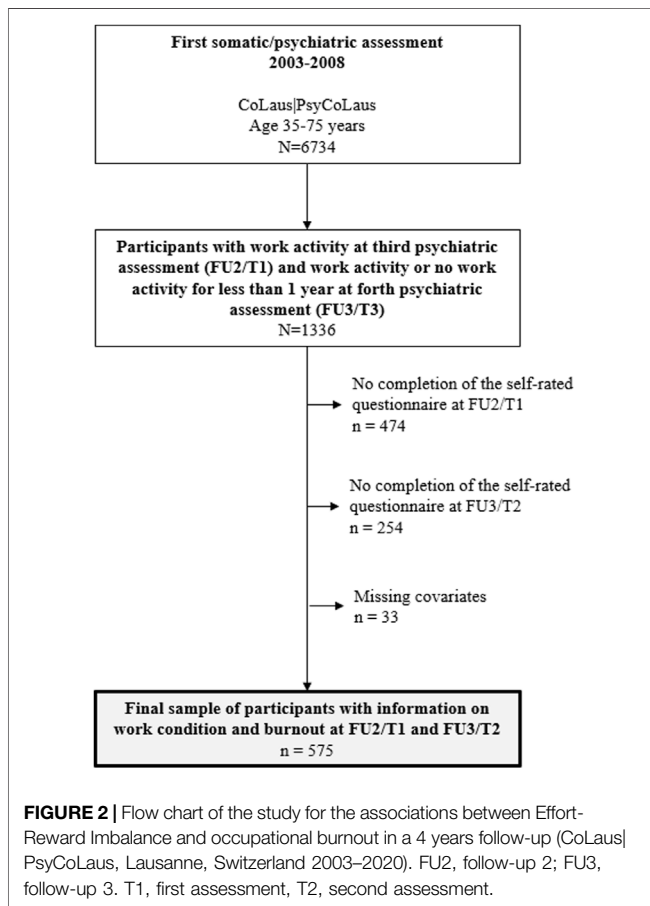 First somatic/psychiatric assessment
2003-2008
CoLaus|PsyCoLaus
Age 35-75 years
N=6734
Participants with work activity at third psychiatric
assessment (FU2/T1) and work activity or no work
activity for less than 1 year at forth psychiatric
assessment (FU3/T3)
N=1336
No completion of the self-rated
questionnaire at FU2/T1
n = 474
No completion of the self-rated
questionnaire at FU3/T2
n = 254
Missing covariates
n = 33
Final sample of participants with information on
work condition and burnout at FU2/T1 and FU3/T2
n = 575
FIGURE 2 | Flow chart of the study for the associations between Effort-
Reward Imbalance and occupational burnout in a 4 years follow-up (CoLaus|
PsyCoLaus, Lausanne, Switzerland 2003–2020). FU2, follow-up 2; FU3,
follow-up 3. T1, first assessment, T2, second assessment.